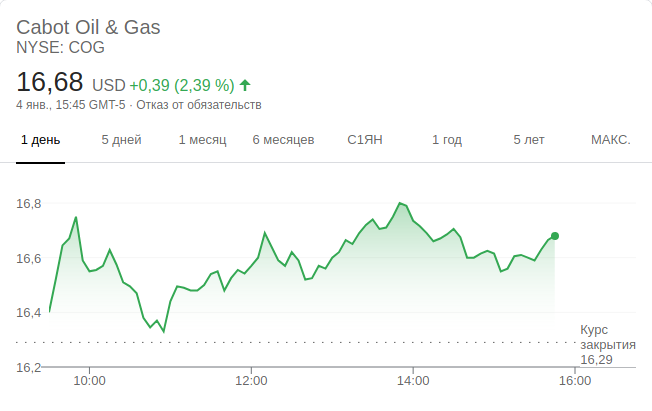 Cabot Oil & Gas
NYSE: COG
16,68 USD +0,39 (2,39 %)
4 янв., 15:45 GMT-5 · Отказ от обязательств
1 день 5 дней 1 месяц 6 месяцев С1ЯН 1 год 5 лет МАКС.
16,8
16,6
16,4
Курс
закрытия
16,29
16,2
10:00 12:00 14:00 16:00